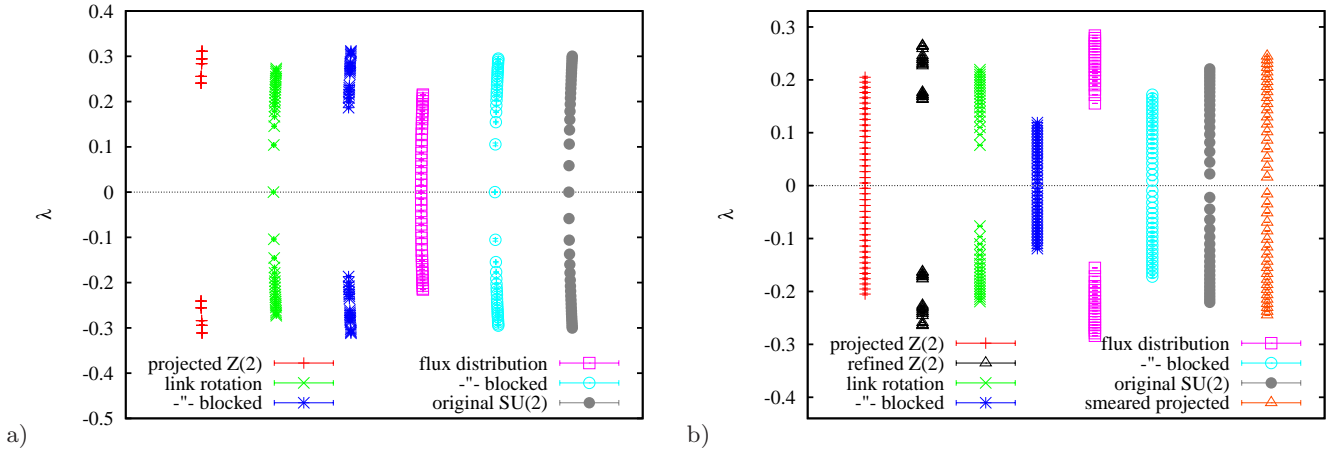 0.4
0.3
0.2
0.1
0
-0.1
-0.2
-0.3
-0.4
-0.5
λ
projected Z(2)
link rotation
-"- blocked
flux distribution
-"- blocked
original SU(2)
a)
0.3
0.2
0.1
0
-0.1
-0.2
-0.3
-0.4
λ
projected Z(2)
refined Z(2)
link rotation
-"- blocked
flux distribution
-"- blocked
original SU(2)
smeared projected
b)